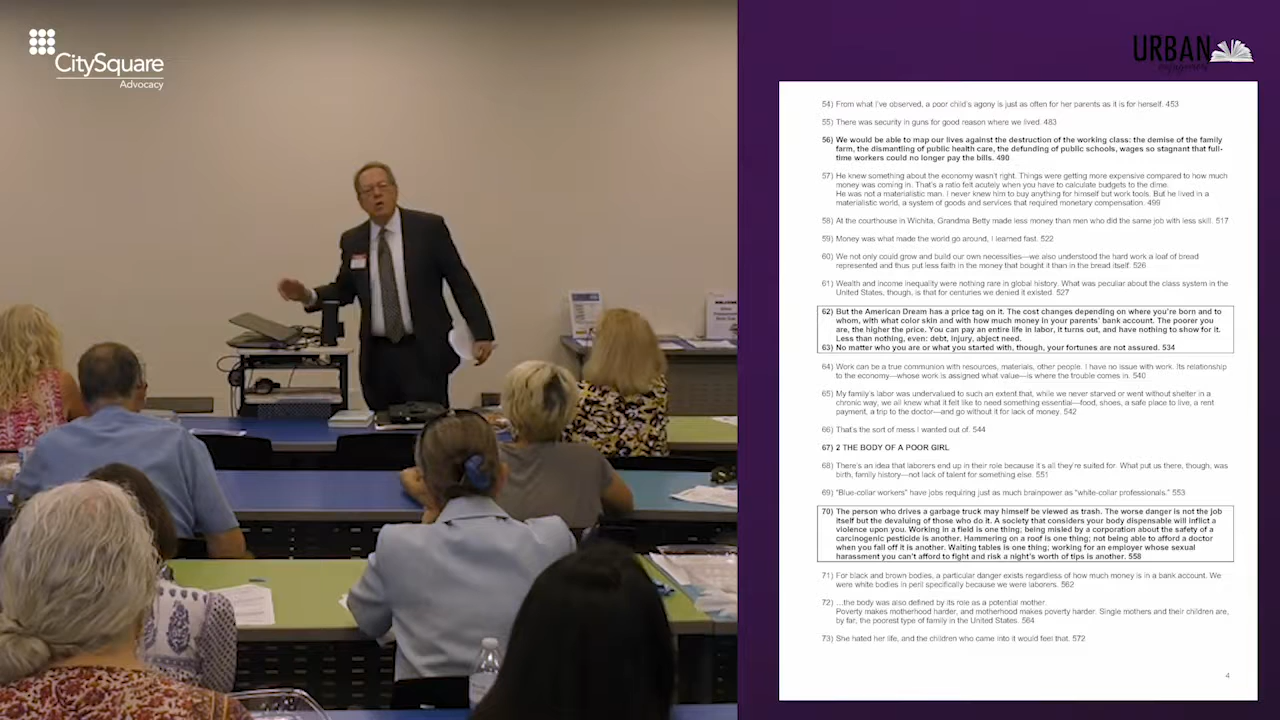 CitySquare
Advocacy
URBAN
54) From what I've observed, a poor child's agony is just as often for her parents as it is for herself. 453
55) There was security in guns for good reason where we lived. 483
56) We would be able to map our lives against the destruction of the working class: the demise of the family
farm, the dismantling of public health care, the defunding of public schools, wages so stagnant that full-
time workers could no longer pay the bills. 490
57) He knew something about the economy wasn't right. Things were getting more expensive compared to how much
money was coming in. That's a ratio felt acutely when you have to calculate budgets to the dime.
He was not a materialistic man. I never knew him to buy anything for himself but work tools. But he lived in a
materialistic world, a system of goods and services that required monetary compensation. 499
58) At the courthouse in Wichita, Grandma Betty made less money than men who did the same job with less skill. 517
59) Money was what made the world go around, I learned fast. 522
60) We not only could grow and build our own necessities—we also understood the hard work a loaf of bread
represented and thus put less faith in the money that bought it than in the bread itself. 526
61) Wealth and income inequality were nothing rare in global history. What was peculiar about the class system in the
United States, though, is that for centuries we denied it existed. 527
62) But the American Dream has a price tag on it. The cost changes depending on where you're born and to
whom, with what color skin and with how much money in your parents' bank account. The poorer you
are, the higher the price. You can pay an entire life in labor, it turns out, and have nothing to show for it.
Less than nothing, even: debt, injury, abject need.
63) No matter who you are or what you started with, though, your fortunes are not assured. 534
64) Work can be a true communion with resources, materials, other people. I have no issue with work. Its relationship
to the economy—whose work is assigned what value—is where the trouble comes in. 540
65) My family's labor was undervalued to such an extent that, while we never starved or went without shelter in a
chronic way, we all knew what it felt like to need something essential—food, shoes, a safe place to live, a rent
payment, a trip to the doctor—and go without it for lack of money. 542
66) That's the sort of mess I wanted out of. 544
67) 2 THE BODY OF A POOR GIRL
68) There's an idea that laborers end up in their role because it's all they're suited for. What put us there, though, was
birth, family history—not lack of talent for something else. 551
69) "Blue-collar workers" have jobs requiring just as much brainpower as "white-collar professionals." 553
70) The person who drives a garbage truck may himself be viewed as trash. The worse danger is not the job
itself but the devaluing of those who do it. A society that considers your body dispensable will inflict a
violence upon you. Working in a field is one thing; being misled by a corporation about the safety of a
carcinogenic pesticide is another. Hammering on a roof is one thing; not being able to afford a doctor
when you fall off it is another. Waiting tables is one thing; working for an employer whose sexual
harassment you can't afford to fight and risk a night's worth of tips is another. 558
71) For black and brown bodies, a particular danger exists regardless of how much money is in a bank account. We
were white bodies in peril specifically because we were laborers. 562
72) ...the body was also defined by its role as a potential mother.
Poverty makes motherhood harder, and motherhood makes poverty harder. Single mothers and their children are,
by far, the poorest type of family in the United States. 564
73) She hated her life, and the children who came into it would feel that. 572
4